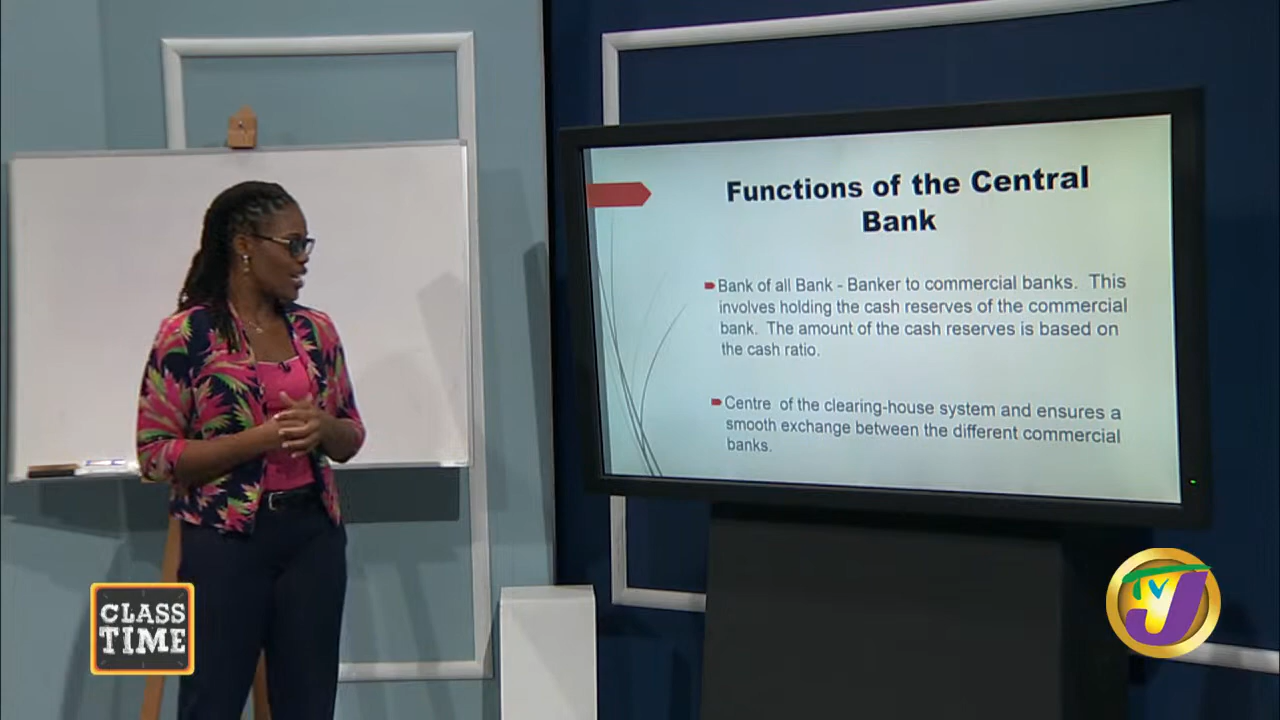 Functions of the Central
Bank
Bank of all Bank - Banker to commercial banks. This
involves holding the cash reserves of the commercial
bank. The amount of the cash reserves is based on
the cash ratio.
Centre of the clearing-house system and ensures a
smooth exchange between the different commercial
banks.
CLASS
TIME
TVJ